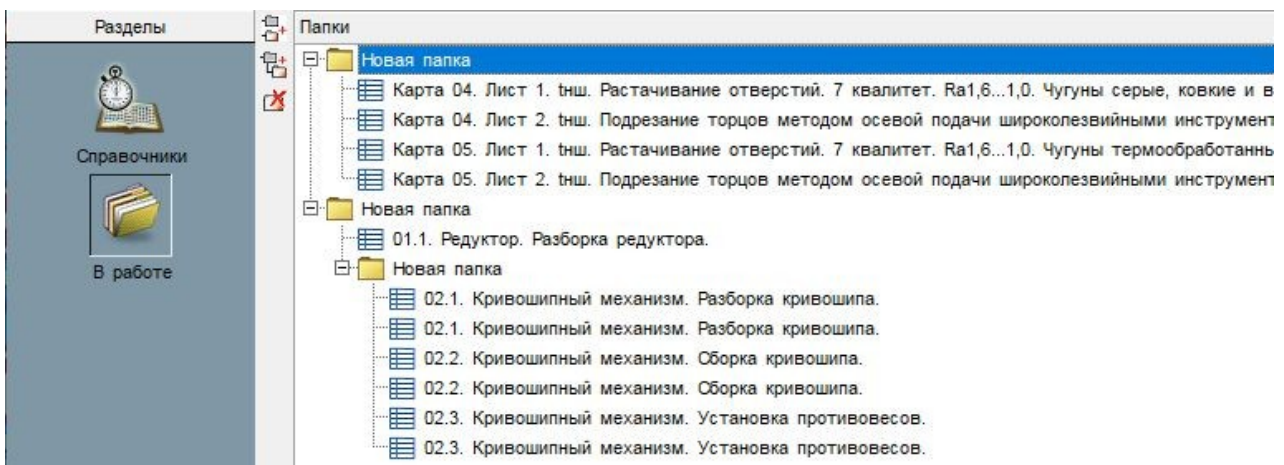 Разделы
Папки
Справочники
В работе
Новая папка
Карта 04. Лист 1. tнш. Растачивание отверстий. 7 квалитет. Ra1,6...1,0. Чугуны серые, ковкие и в
Карта 04. Лист 2. tнш. Подрезание торцов методом осевой подачи широколезвийными инструмент
Карта 05. Лист 1. tнш. Растачивание отверстий. 7 квалитет. Ra1,6...1,0. Чугуны термообработанны
Карта 05. Лист 2. tнш. Подрезание торцов методом осевой подачи широколезвийными инструмент
Новая папка
01.1. Редуктор. Разборка редуктора.
Новая папка
02.1. Кривошипный механизм. Разборка кривошипа.
02.1. Кривошипный механизм. Разборка кривошипа.
02.2. Кривошипный механизм. Сборка кривошипа.
02.2. Кривошипный механизм. Сборка кривошипа.
02.3. Кривошипный механизм. Установка противовесов.
02.3. Кривошипный механизм. Установка противовесов.